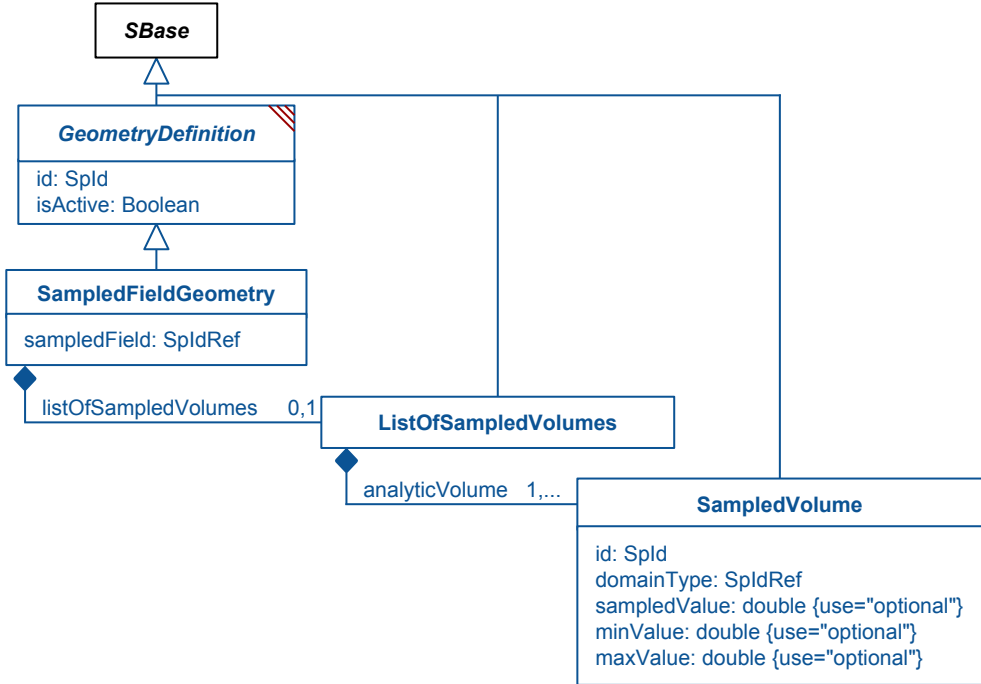 SBase
GeometryDefinition
id: SpId
isActive: Boolean
SampledFieldGeometry
sampledField: SpIdRef
listOfSampledVolumes 0,1
ListOfSampledVolumes
analyticVolume 1,...
SampledVolume
id: SpId
domainType: SpIdRef
sampledValue: double {use="optional"}
minValue: double {use="optional"}
maxValue: double {use="optional"}